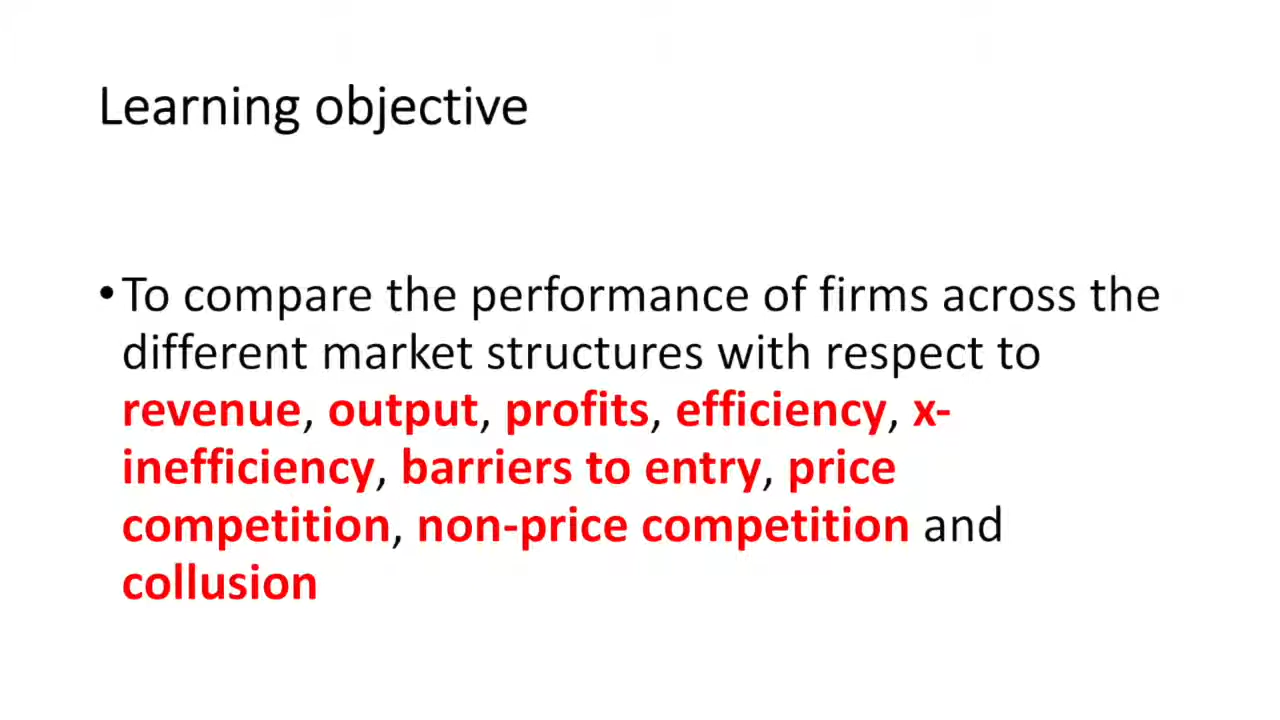 Learning objective
• To compare the performance of firms across the
different market structures with respect to
revenue, output, profits, efficiency, x-
inefficiency, barriers to entry, price
competition, non-price competition and
collusion